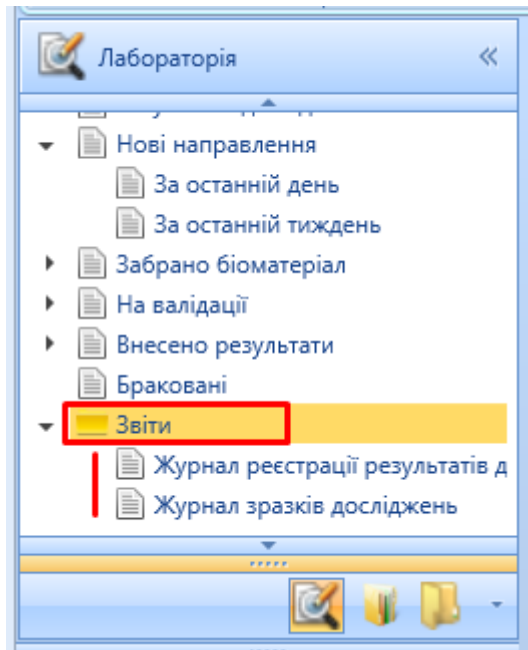 Лабораторія
Нові направлення
За останній день
За останній тиждень
Забрано біоматеріал
На валідації
Внесено результати
Браковані
Звіти
Журнал реєстрації результатів д
Журнал зразків досліджень